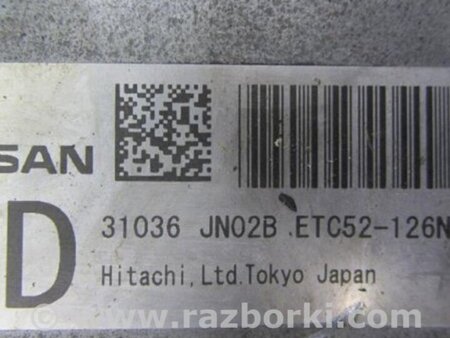 SAN
D
31036 JN02B ETC52-126N
Hitachi,Ltd.Tokyo Japan
© www.razborki.com